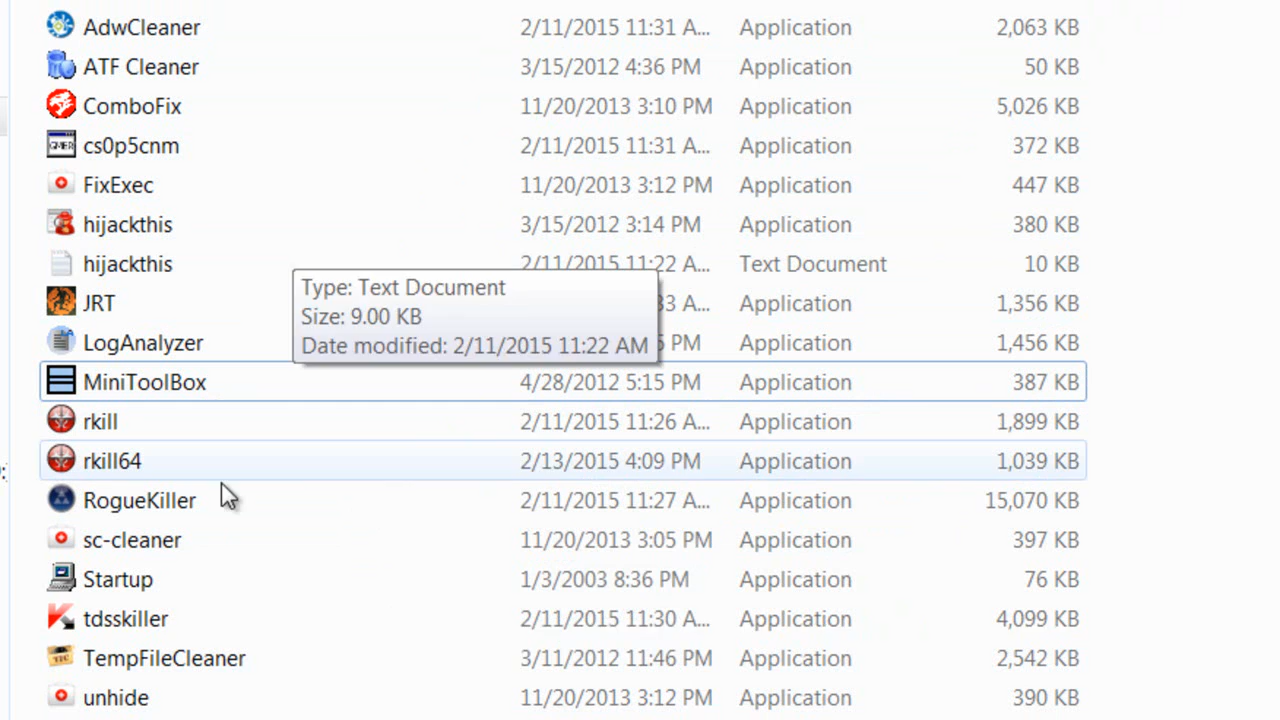 AdwCleaner 2/11/2015 11:31 A... Application 2,063 KB
ATF Cleaner 3/15/2012 4:36 PM Application 50 KB
ComboFix 11/20/2013 3:10 PM Application 5,026 KB
GMER cs0p5cnm 2/11/2015 11:31 A... Application 372 KB
FixExec 11/20/2013 3:12 PM Application 447 KB
hijackthis 3/15/2012 3:14 PM Application 380 KB
hijackthis 2/11/2015 11:22 A... Text Document 10 KB
Type: Text Document
JRT 33 A... Application 1,356 KB
Size: 9.00 KB
LogAnalyzer PM Application 1,456 KB
Date modified: 2/11/2015 11:22 AM
MiniToolBox 4/28/2012 5:15 PM Application 387 KB
rkill 2/11/2015 11:26 A... Application 1,899 KB
rkill64 2/13/2015 4:09 PM Application 1,039 KB
RogueKiller 2/11/2015 11:27 A... Application 15,070 KB
sc-cleaner 11/20/2013 3:05 PM Application 397 KB
Startup 1/3/2003 8:36 PM Application 76 KB
tdsskiller 2/11/2015 11:30 A... Application 4,099 KB
TempFileCleaner 3/11/2012 11:46 PM Application 2,542 KB
unhide 11/20/2013 3:12 PM Application 390 KB